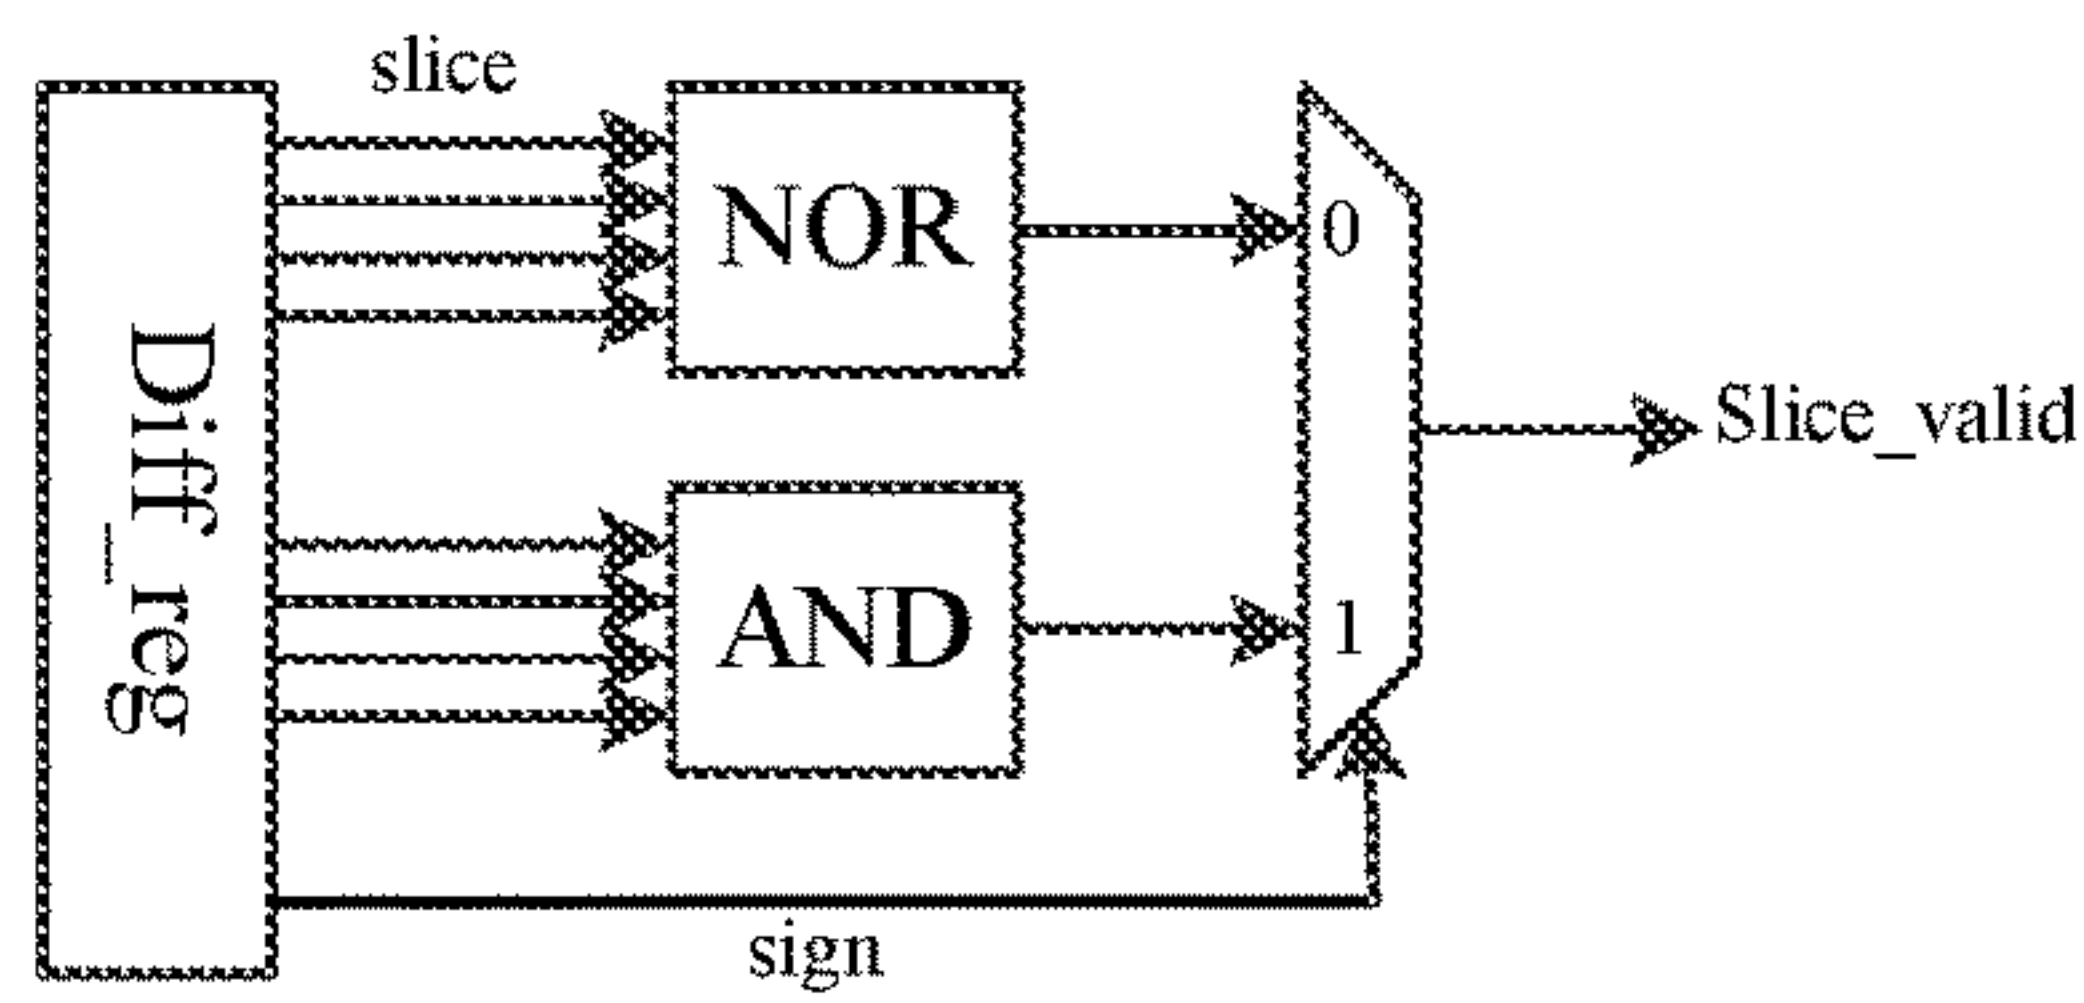 slice
NOR
0
Diff_reg
Slice_valid
AND
1
sign